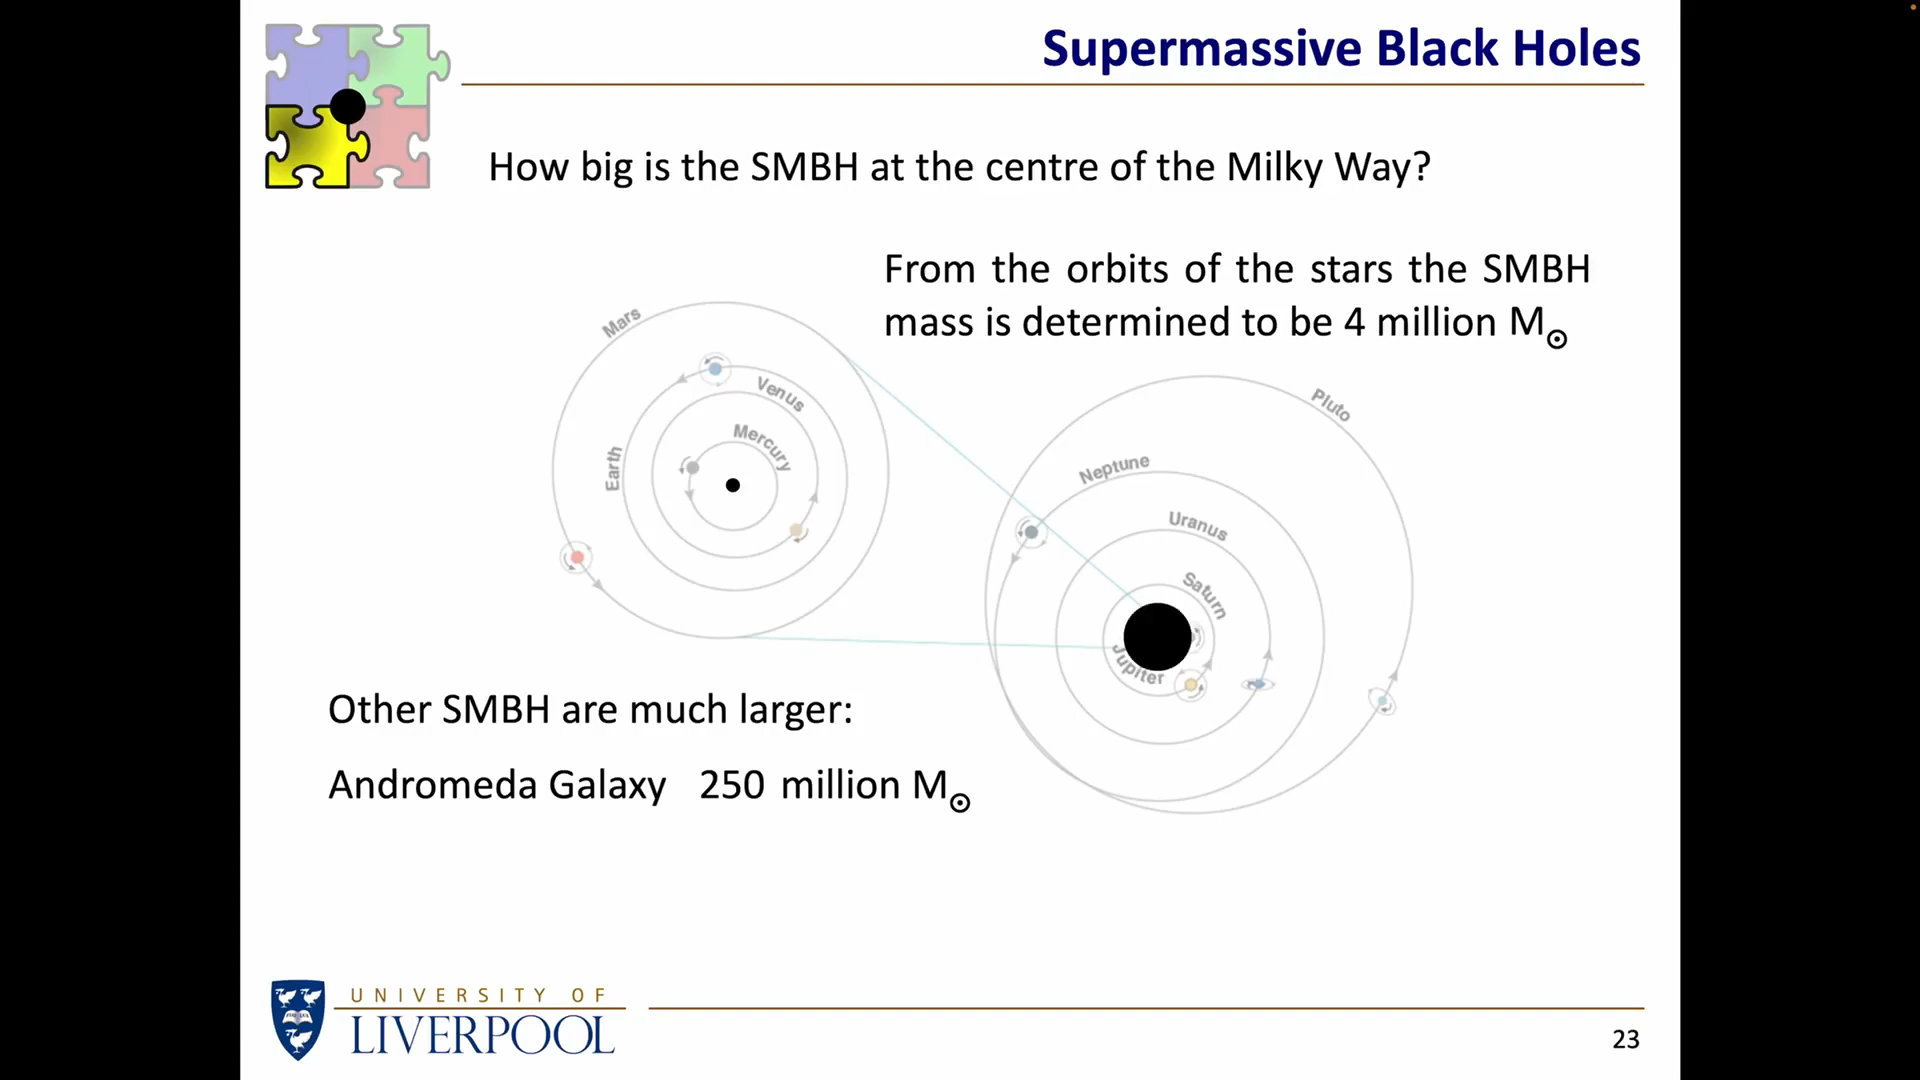 Supermassive Black Holes
How big is the SMBH at the centre of the Milky Way?
From the orbits of the stars the SMBH
mass is determined to be 4 million M☉
Mars
Venus
Mercury
Earth
Pluto
Neptune
Uranus
Saturn
Jupiter
Other SMBH are much larger:
Andromeda Galaxy 250 million M☉
UNIVERSITY OF
LIVERPOOL
23